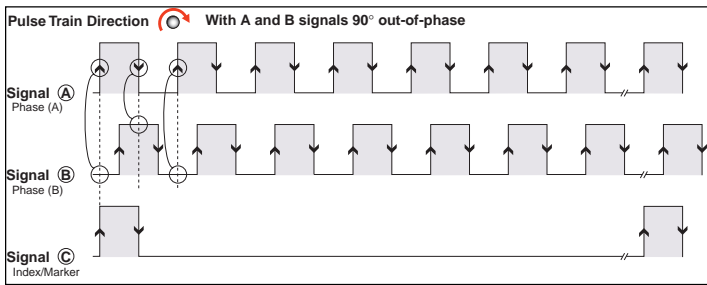 Pulse Train Direction With A and B signals 90° out-of-phase
Signal Ⓐ
Phase (A)
Signal Ⓑ
Phase (B)
Signal Ⓒ
Index/Marker